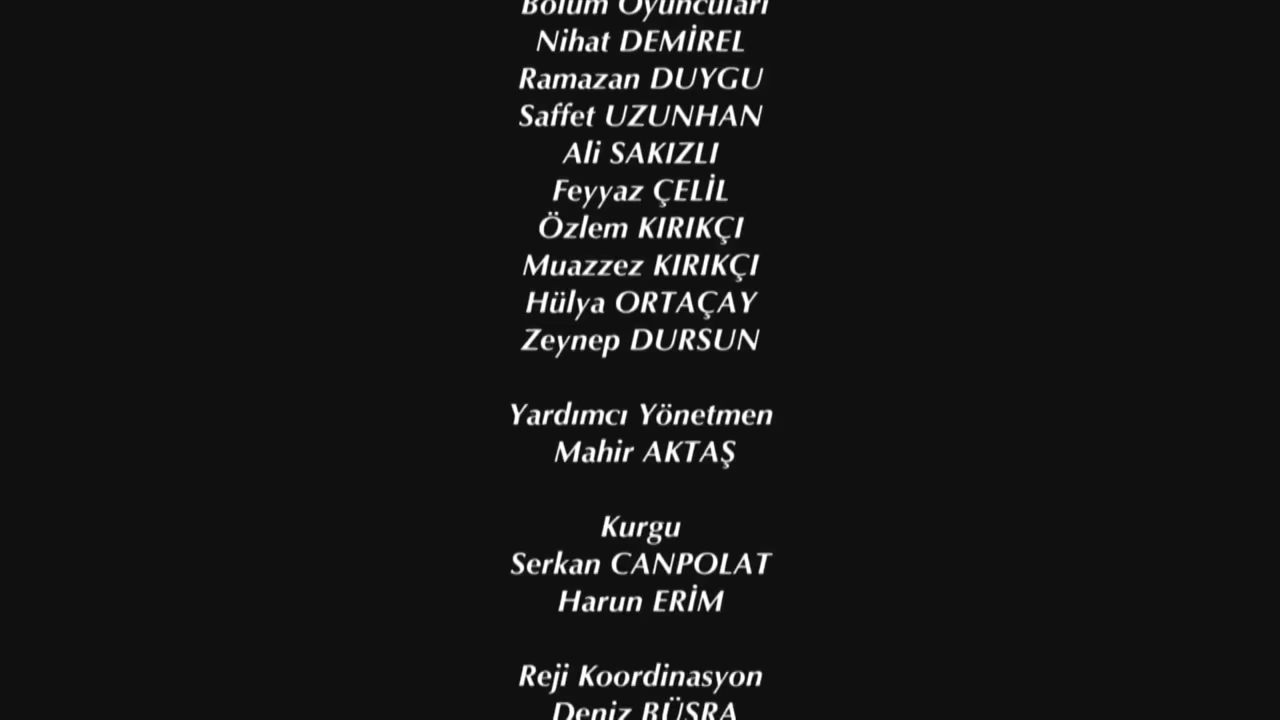 Bölüm Oyuncuları
Nihat DEMİREL
Ramazan DUYGU
Saffet UZUNHAN
Ali SAKIZLI
Feyyaz ÇELİL
Özlem KIRIKÇI
Muazzez KIRIKÇI
Hülya ORTAÇAY
Zeynep DURSUN
Yardımcı Yönetmen
Mahir AKTAŞ
Kurgu
Serkan CANPOLAT
Harun ERİM
Reji Koordinasyon
Deniz